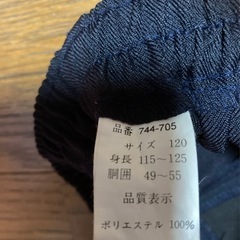 品番 744-705
サイズ 120
身長 115～125
胴囲 49～55
品質表示
ポリエステル 100%